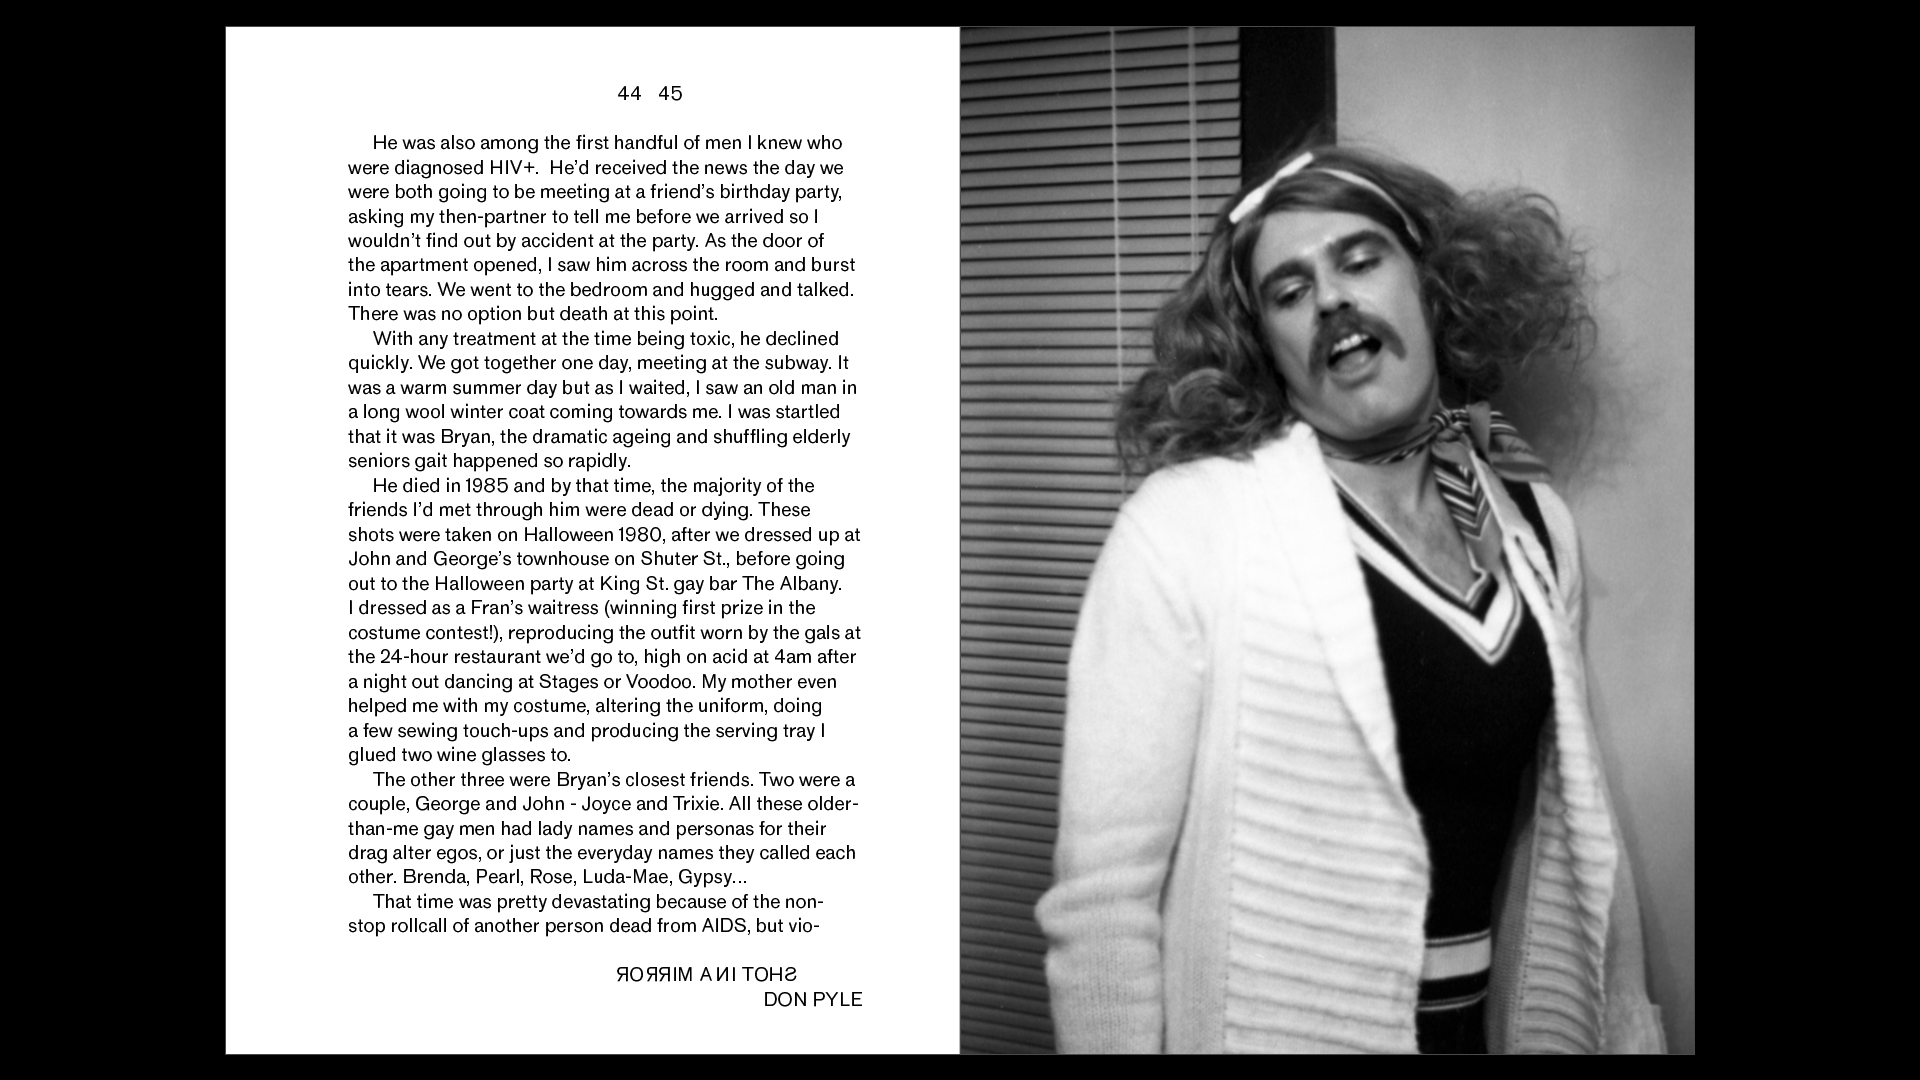 44 45
He was also among the first handful of men I knew who
were diagnosed HIV+.  He’d received the news the day we
were both going to be meeting at a friend’s birthday party,
asking my then-partner to tell me before we arrived so I
wouldn’t find out by accident at the party. As the door of
the apartment opened, I saw him across the room and burst
into tears. We went to the bedroom and hugged and talked.
There was no option but death at this point.
With any treatment at the time being toxic, he declined
quickly. We got together one day, meeting at the subway. It
was a warm summer day but as I waited, I saw an old man in
a long wool winter coat coming towards me. I was startled
that it was Bryan, the dramatic ageing and shuffling elderly
seniors gait happened so rapidly.
He died in 1985 and by that time, the majority of the
friends I’d met through him were dead or dying. These
shots were taken on Halloween 1980, after we dressed up at
John and George’s townhouse on Shuter St., before going
out to the Halloween party at King St. gay bar The Albany.
I dressed as a Fran’s waitress (winning first prize in the
costume contest!), reproducing the outfit worn by the gals at
the 24-hour restaurant we’d go to, high on acid at 4am after
a night out dancing at Stages or Voodoo. My mother even
helped me with my costume, altering the uniform, doing
a few sewing touch-ups and producing the serving tray I
glued two wine glasses to.
The other three were Bryan’s closest friends. Two were a
couple, George and John - Joyce and Trixie. All these older-
than-me gay men had lady names and personas for their
drag alter egos, or just the everyday names they called each
other. Brenda, Pearl, Rose, Luda-Mae, Gypsy...
That time was pretty devastating because of the non-
stop rollcall of another person dead from AIDS, but vio-
SHOT IN A MIRROR
DON PYLE